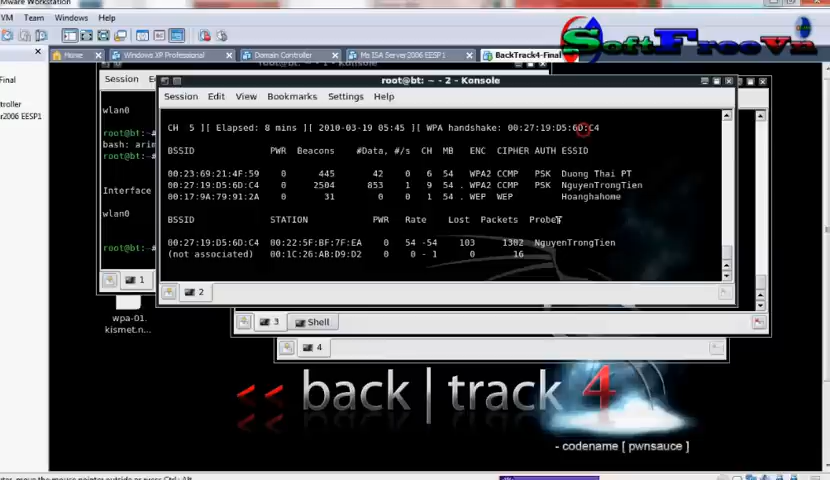 Mware Workstation
VM Team Windows Help
SoftFreeVn
Home Windows XP Professional Domain Controller Ms ISA Server 2006 EESP1 BackTrack4-Final
Final
ntroller
ver2006 EESP1
Session
wlan0
root@bt:~#
bash:
root@bt:~#
Interface
wlan0
root@bt:~#
1
root@bt: ~ - 2 - Konsole
Session Edit View Bookmarks Settings Help
CH 5 ][ Elapsed: 8 mins ][ 2010-03-19 05:45 ][ WPA handshake: 00:27:19:D5:6D:C4
BSSID PWR Beacons #Data, #/s CH MB ENC CIPHER AUTH ESSID
00:23:69:21:4F:59 0 445 42 0 6 54 WPA2 CCMP PSK Duong Thai PT
00:27:19:D5:6D:C4 0 2504 853 1 9 54 . WPA2 CCMP PSK NguyenTrongTien
00:17:9A:79:91:2A 0 31 0 0 1 54 . WEP WEP Hoanghahome
BSSID STATION PWR Rate Lost Packets Probes
00:27:19:D5:6D:C4 00:22:5F:BF:7F:EA 0 54 -54 103 1302 NguyenTrongTien
(not associated) 00:1C:26:AB:D9:D2 0 0 - 1 0 16
2
3 Shell
4
wpa-01.
kismet.n...
<< back | track 4
- codename [ pwnsauce ]